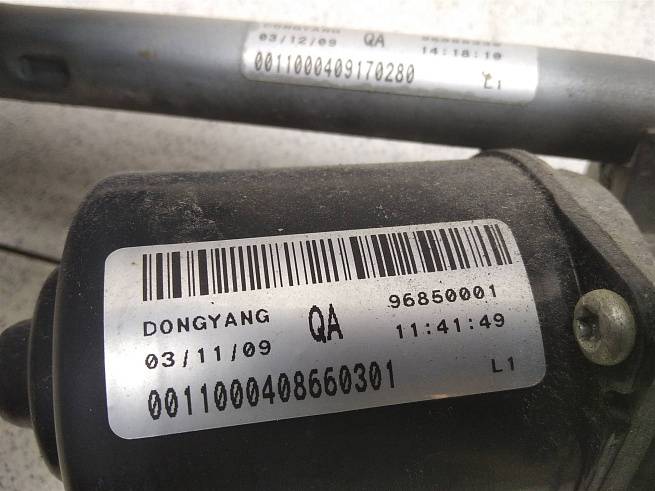 DONGYANG
03/12/09 QA 14:18:10
0011000409170280 L1
DONGYANG QA 96850001
03/11/09 11:41:49
0011000408660301 L1